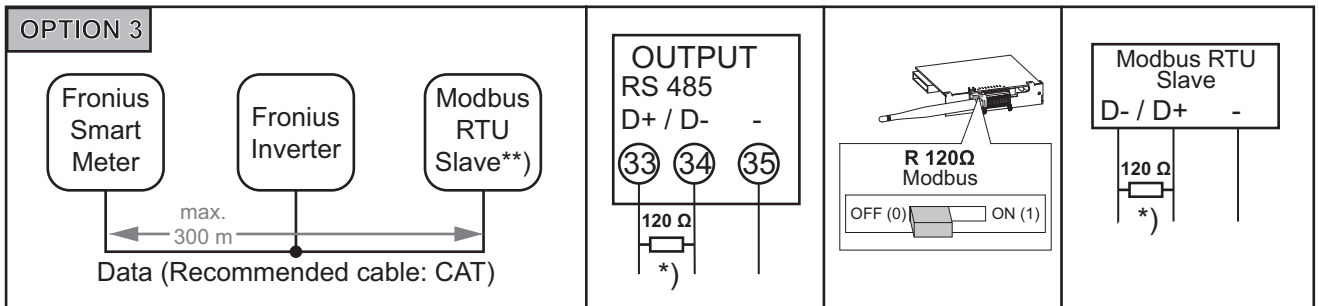 OPTION 3
Fronius
Smart
Meter
Fronius
Inverter
Modbus
RTU
Slave**)
max.
300 m
Data (Recommended cable: CAT)
OUTPUT
RS 485
D+ / D- -
33 34 35
120 Ω
*)
R 120Ω
Modbus
OFF (0) ON (1)
Modbus RTU
Slave
D- / D+ -
120 Ω
*)